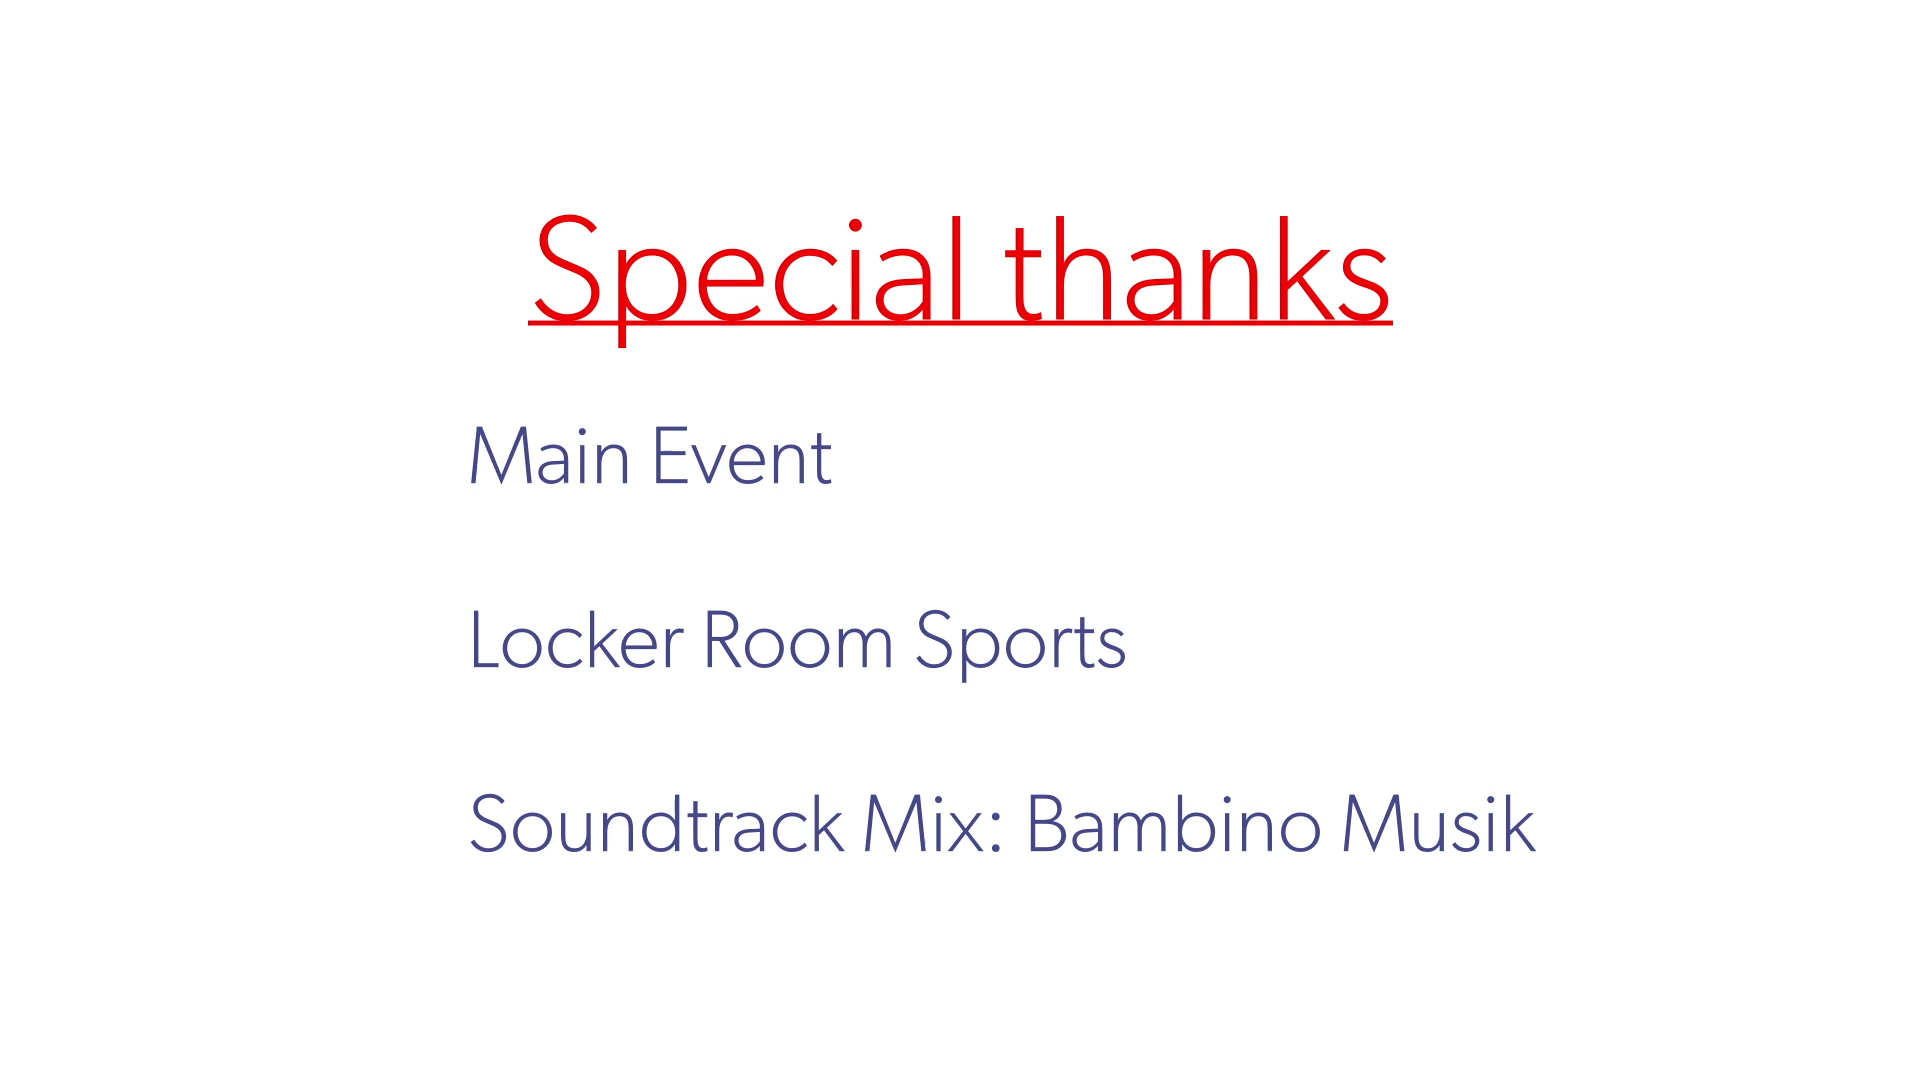 Special thanks
Main Event
Locker Room Sports
Soundtrack Mix: Bambino Musik